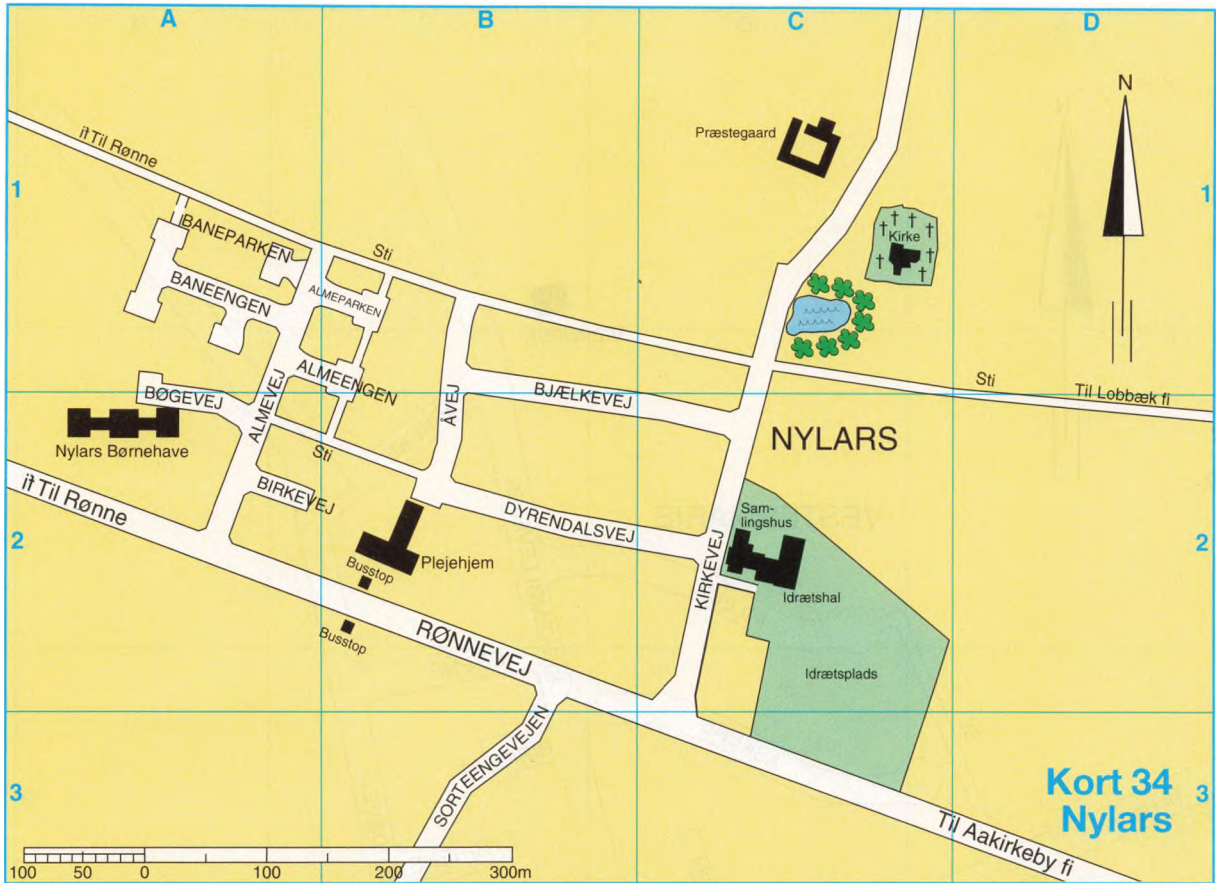 A
B
C
D
N
1
1
it Til Rønne
Præstegaard
Kirke
BANEPARKEN
Sti
BANEENGEN
ALMEPARKEN
ALMEENGEN
BØGEVEJ
ALMEVEJ
ÅVEJ
BJÆLKEVEJ
Sti
Til Lobbæk fi
NYLARS
Nylars Børnehave
Sti
it Til Rønne
BIRKEVEJ
DYRENDALSVEJ
KIRKEVEJ
Sam-
lingshus
Idrætshal
2
2
Plejehjem
Busstop
Busstop
RØNNEVEJ
Idrætsplads
SORTEENGEVEJEN
3
3
Kort 34
Nylars
Til Aakirkeby fi
100 50 0 100 200 300m